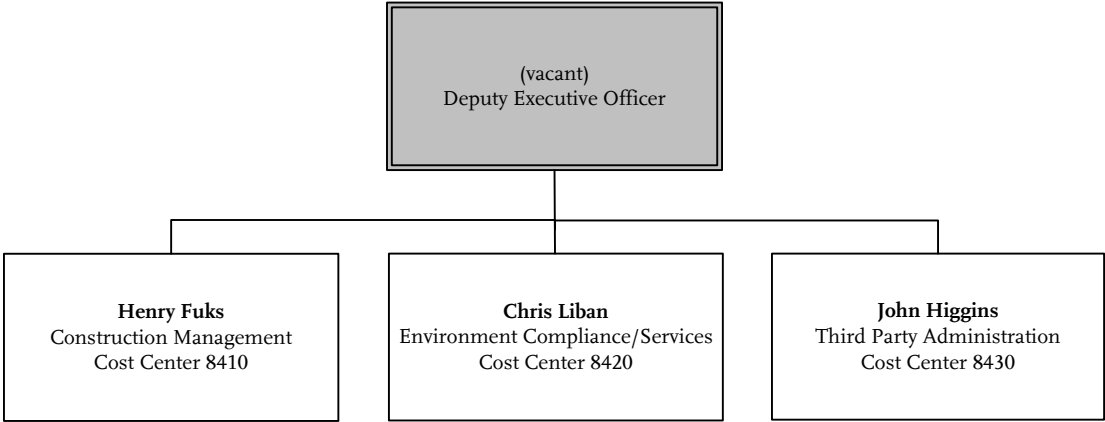 (vacant)
Deputy Executive Officer
Henry Fuks
Construction Management
Cost Center 8410
Chris Liban
Environment Compliance/Services
Cost Center 8420
John Higgins
Third Party Administration
Cost Center 8430